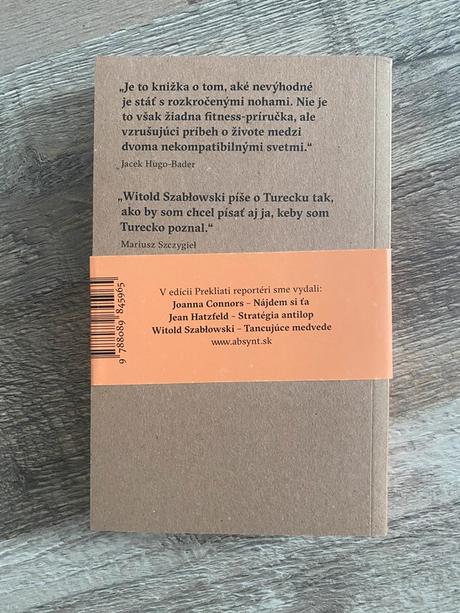 „Je to knižka o tom, aké nevýhodné
je stáť s rozkročenými nohami. Nie je
to však žiadna fitness-príručka, ale
vzrušujúci príbeh o živote medzi
dvoma nekompatibilnými svetmi.“
Jacek Hugo-Bader
„Witold Szabłowski píše o Turecku tak,
ako by som chcel písať aj ja, keby som
Turecko poznal.“
Mariusz Szczygieł
V edícii Prekliati reportéri sme vydali:
Joanna Connors – Nájdem si ťa
Jean Hatzfeld – Stratégia antilop
Witold Szabłowski – Tancujúce medvede
www.absynt.sk
9 788089 845965